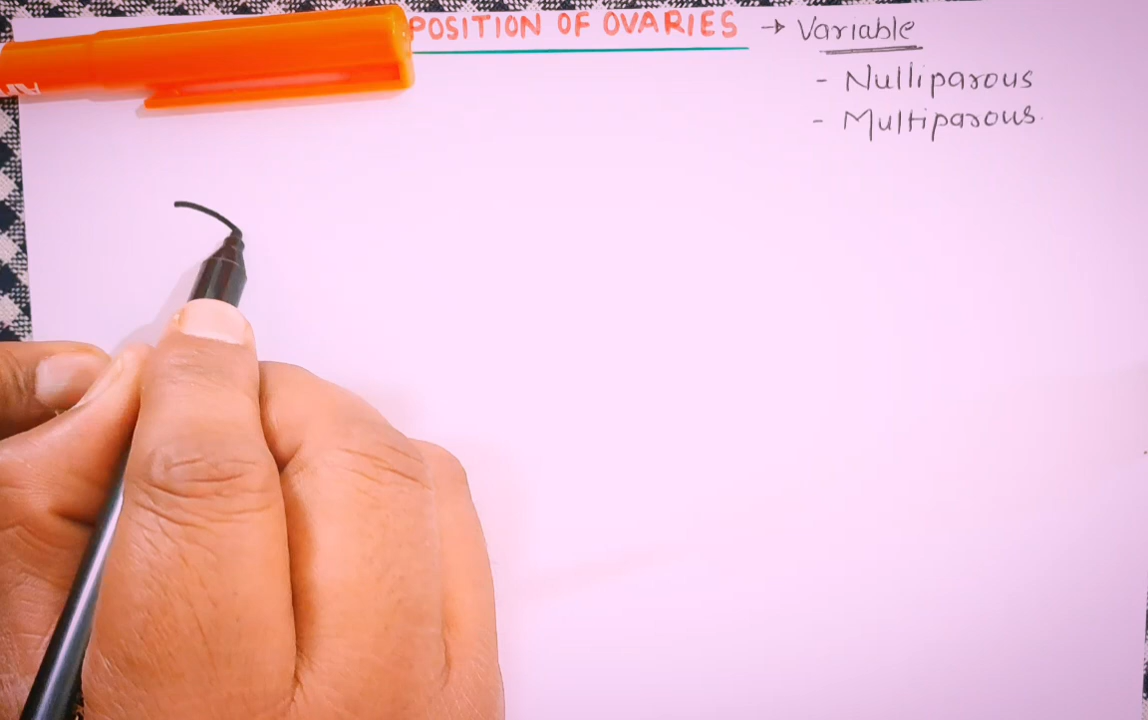 POSITION OF OVARIES → Variable
- Nulliparous
- Multiparous.